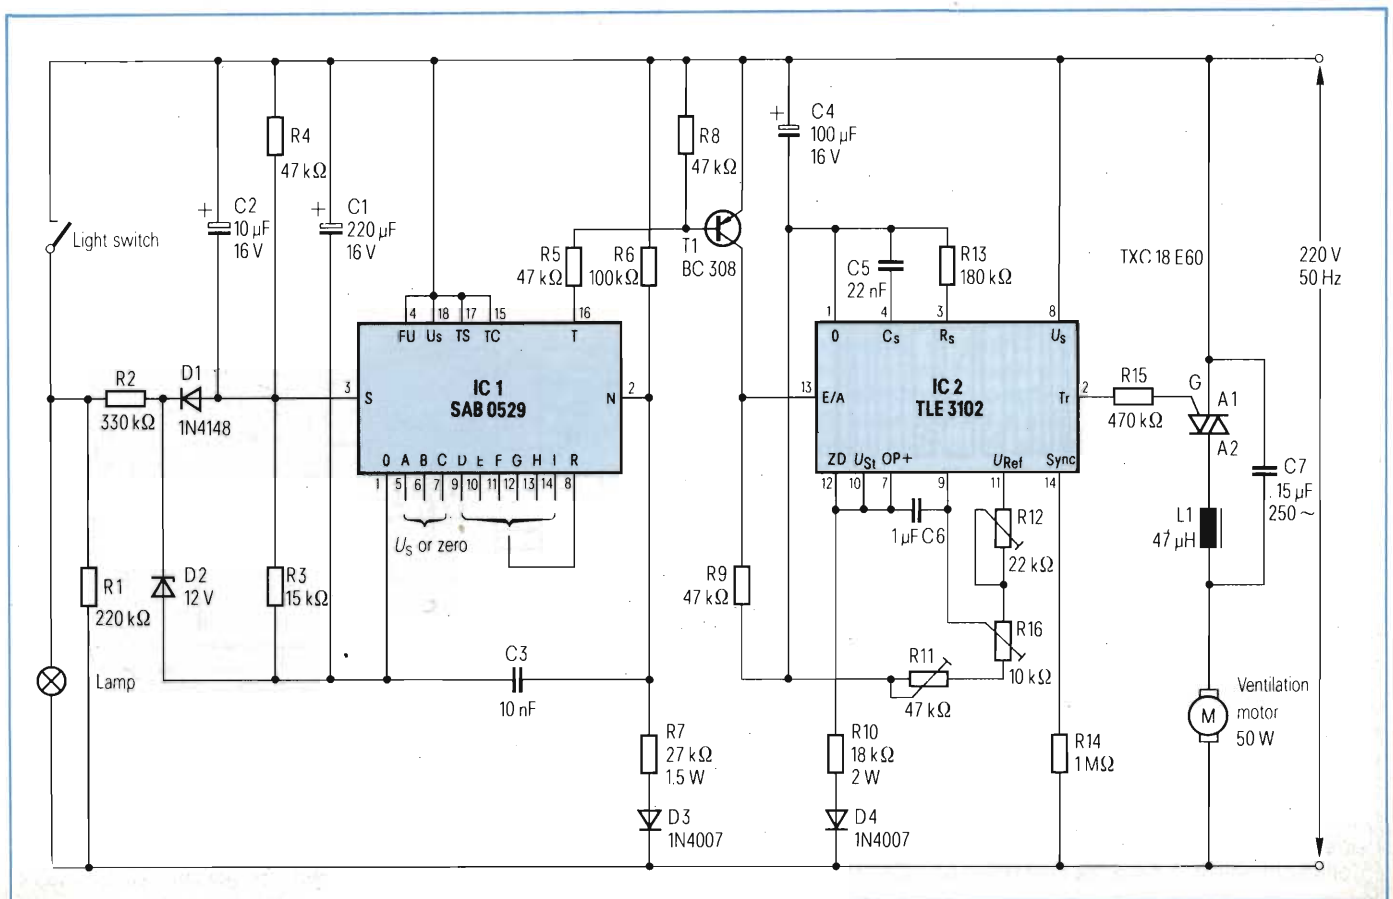 Light switch
Lamp
R1
220 kΩ
R2
330 kΩ
D1
1N4148
D2
12 V
R3
15 kΩ
+
C2
10 µF
16 V
R4
47 kΩ
+
C1
220 µF
16 V
4 18 17 15 16
FU Us TS TC T
3 S
IC 1
SAB 0529
N 2
0 A B C D E F G H I R
1 5 6 7 9 10 11 12 13 14 8
US or zero
C3
10 nF
R5
47 kΩ
R6
100kΩ
R7
27 kΩ
1.5 W
D3
1N4007
R8
47 kΩ
T1
BC 308
R9
47 kΩ
+
C4
100 µF
16 V
C5
22 nF
R13
180 kΩ
1 4 3 8
0 Cs Rs Us
13 E/A
IC 2
TLE 3102
Tr 2
ZD USt OP+ URef Sync
12 10 7 9 11 14
1 µF C6
R12
22 kΩ
R16
10 kΩ
R11
47 kΩ
R10
18 kΩ
2 W
D4
1N4007
R14
1 MΩ
R15
470 kΩ
TXC 18 E60
G
A1
A2
L1
47 µH
C7
.15 µF
250 ~
M
Ventilation
motor
50 W
220 V
50 Hz